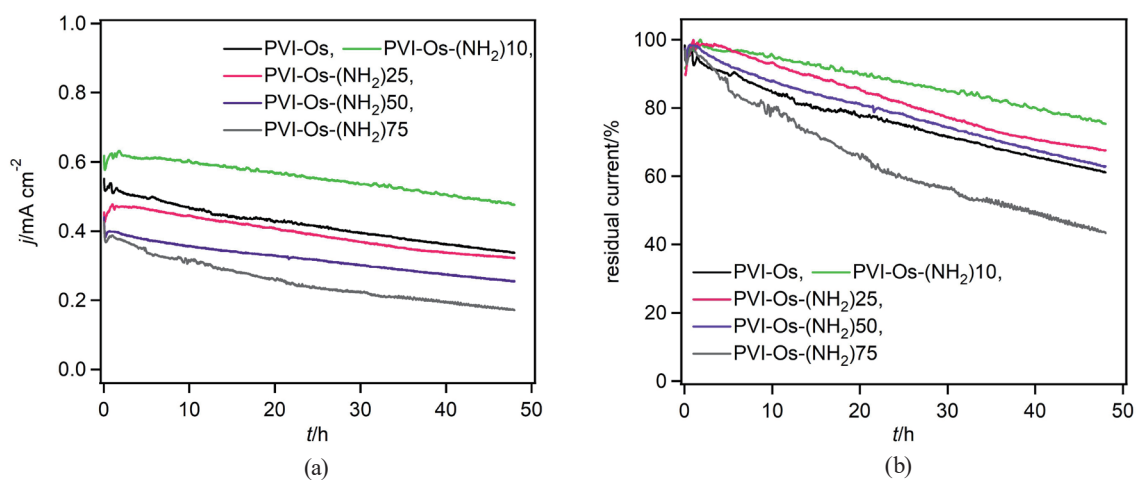 1.0
0.8
0.6
0.4
0.2
0.0
j/mA cm⁻²
PVI-Os, PVI-Os-(NH₂)10,
PVI-Os-(NH₂)25,
PVI-Os-(NH₂)50,
PVI-Os-(NH₂)75
0 10 20 30 40 50
t/h
(a)
100
80
60
40
20
0
residual current/%
PVI-Os, PVI-Os-(NH₂)10,
PVI-Os-(NH₂)25,
PVI-Os-(NH₂)50,
PVI-Os-(NH₂)75
0 10 20 30 40 50
t/h
(b)